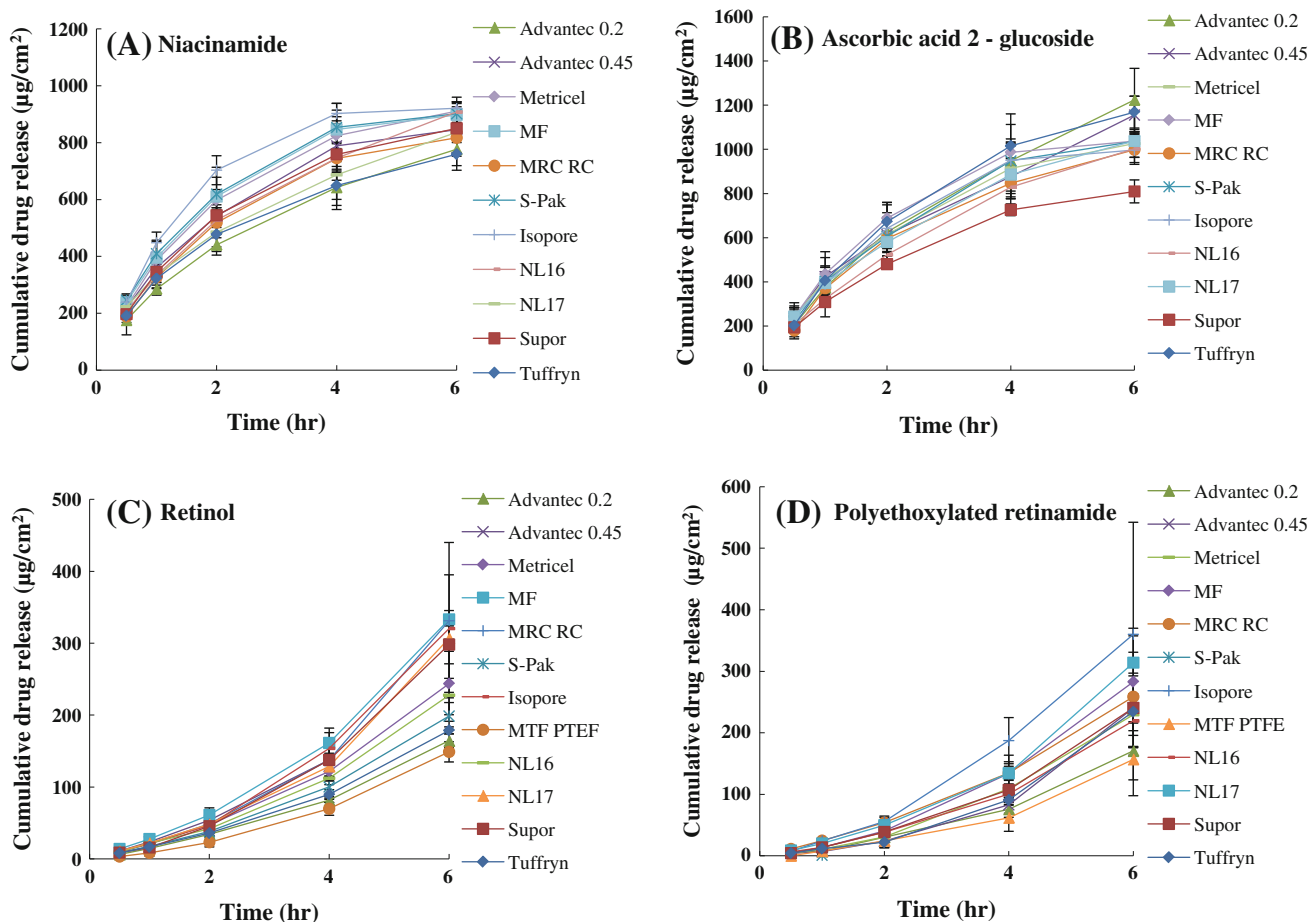 (A) Niacinamide
Cumulative drug release (µg/cm²)
1200
1000
800
600
400
200
0
0 2 4 6
Time (hr)
Advantec 0.2
Advantec 0.45
Metricel
MF
MRC RC
S-Pak
Isopore
NL16
NL17
Supor
Tuffryn
(B) Ascorbic acid 2 - glucoside
Cumulative drug release (µg/cm²)
1600
1400
1200
1000
800
600
400
200
0
0 2 4 6
Time (hr)
Advantec 0.2
Advantec 0.45
Metricel
MF
MRC RC
S-Pak
Isopore
NL16
NL17
Supor
Tuffryn
(C) Retinol
Cumulative drug release (µg/cm²)
500
400
300
200
100
0
0 2 4 6
Time (hr)
Advantec 0.2
Advantec 0.45
Metricel
MF
MRC RC
S-Pak
Isopore
MTF PTEF
NL16
NL17
Supor
Tuffryn
(D) Polyethoxylated retinamide
Cumulative drug release (µg/cm²)
600
500
400
300
200
100
0
0 2 4 6
Time (hr)
Advantec 0.2
Advantec 0.45
Metricel
MF
MRC RC
S-Pak
Isopore
MTF PTFE
NL16
NL17
Supor
Tuffryn